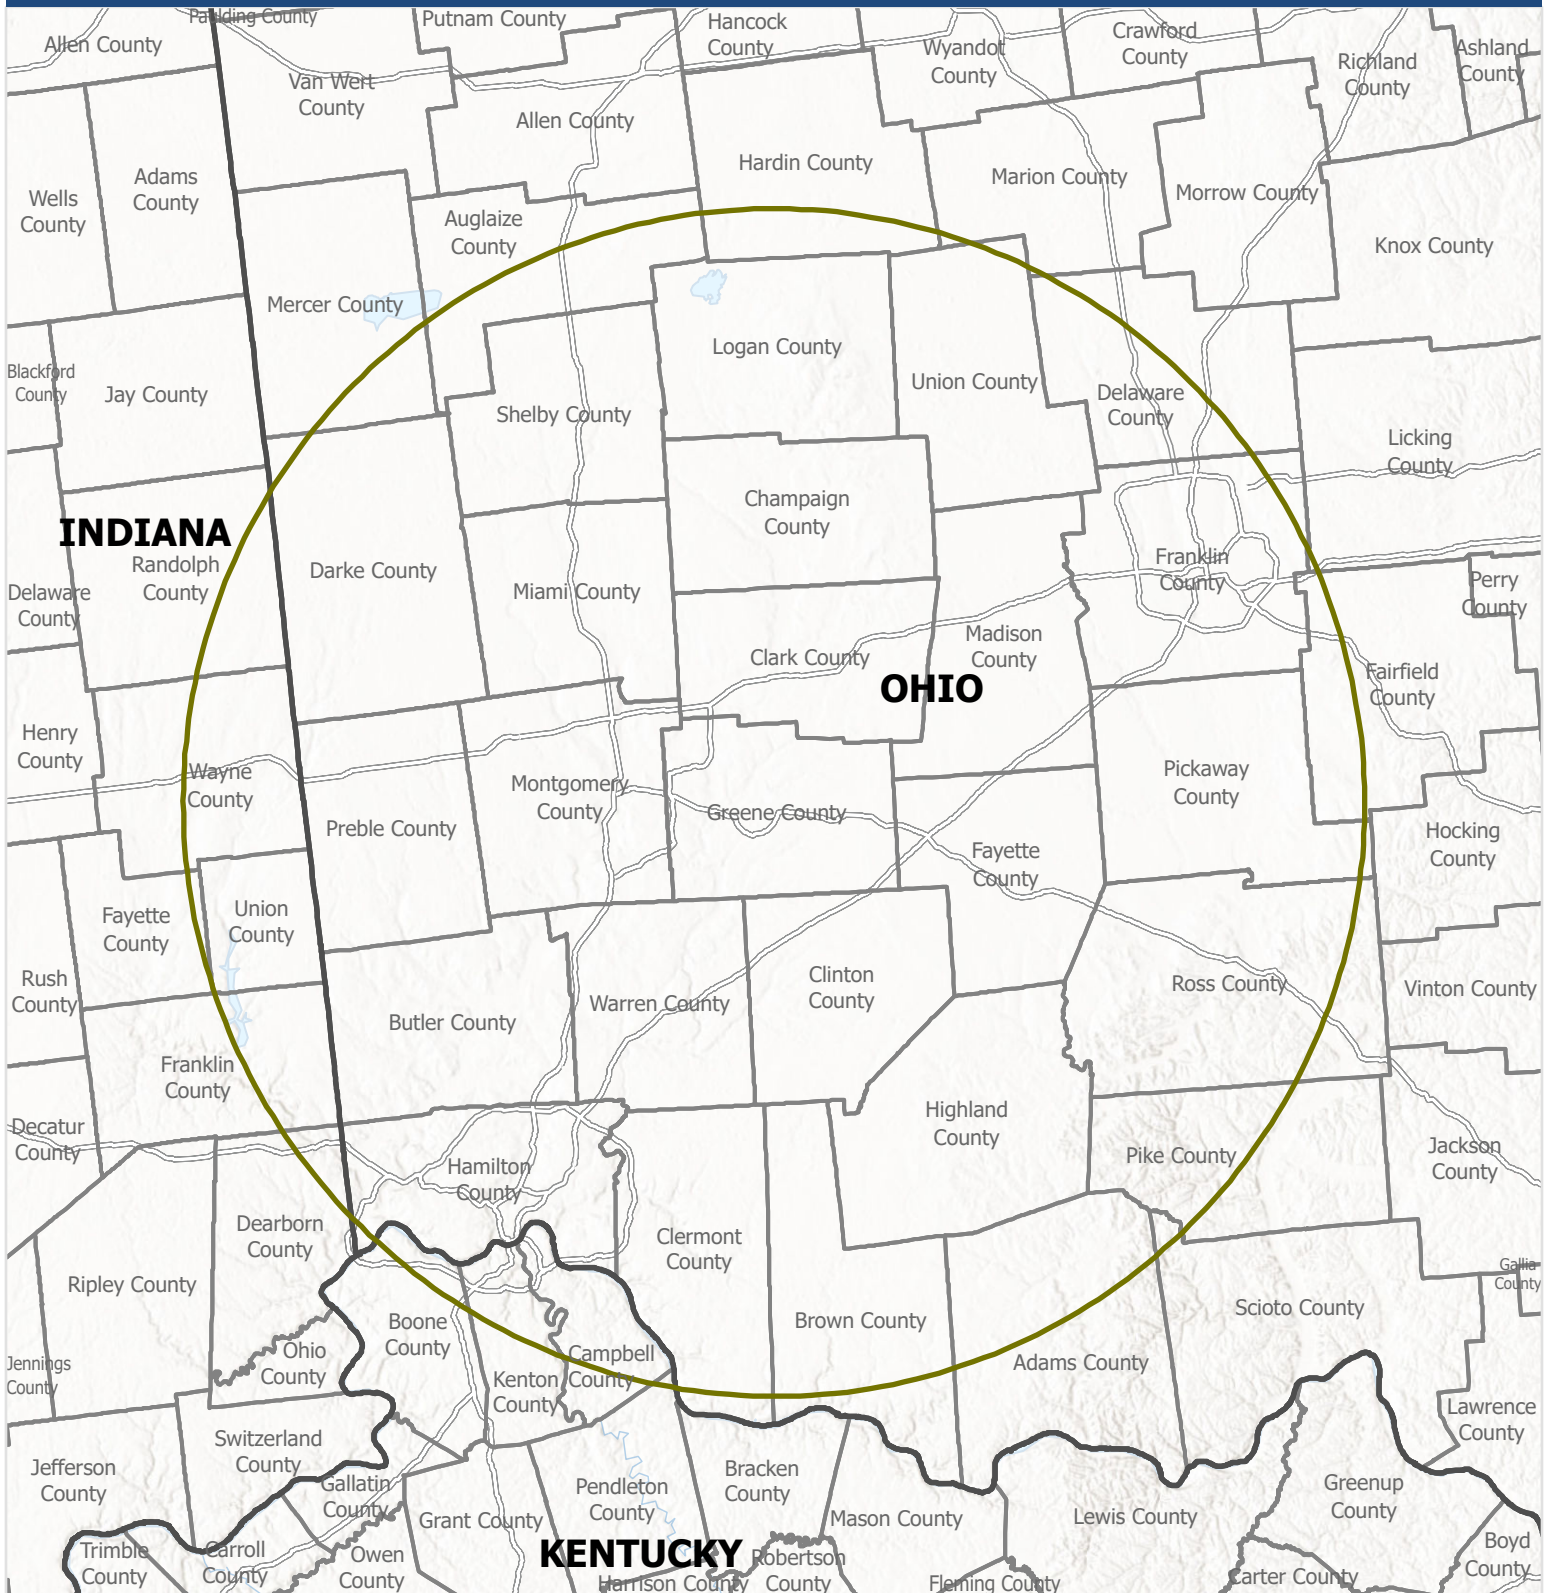 Paulding County
Putnam County
Hancock
County
Allen County
Wyandot
County
Crawford
County
Richland
County
Ashland
County
Van Wert
County
Allen County
Hardin County
Marion County
Morrow County
Wells
County
Adams
County
Auglaize
County
Knox County
Mercer County
Logan County
Union County
Blackford
County
Jay County
Shelby County
Delaware
County
Licking
County
Champaign
County
INDIANA
Randolph
County
Darke County
Miami County
Franklin
County
Perry
County
Delaware
County
Clark County
Madison
County
OHIO
Fairfield
County
Henry
County
Wayne
County
Montgomery
County
Greene County
Pickaway
County
Preble County
Fayette
County
Hocking
County
Fayette
County
Union
County
Rush
County
Clinton
County
Ross County
Vinton County
Warren County
Butler County
Franklin
County
Decatur
County
Highland
County
Pike County
Jackson
County
Hamilton
County
Dearborn
County
Clermont
County
Ripley County
Gallia
County
Boone
County
Brown County
Scioto County
Ohio
County
Campbell
County
Adams County
Jennings
County
Kenton
County
Lawrence
County
Switzerland
County
Jefferson
County
Gallatin
County
Pendleton
County
Bracken
County
Greenup
County
Grant County
Mason County
Lewis County
Trimble
County
Carroll
County
Owen
County
KENTUCKY
Robertson
County
Harrison County
Fleming County
Carter County
Boyd
County